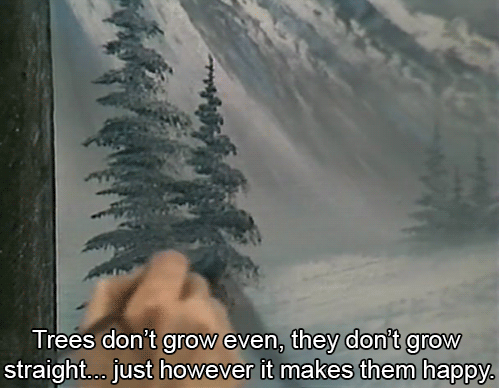 Trees don't grow even, they don't grow
straight... just however it makes them happy.